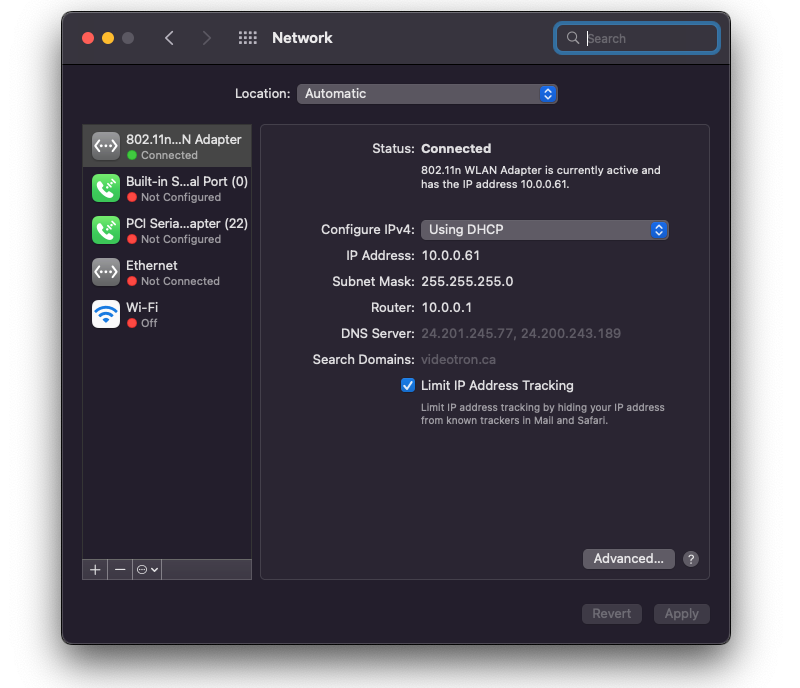 Network
Search
Location: Automatic
802.11n...N Adapter
Connected
Built-in S...al Port (0)
Not Configured
PCI Seria...apter (22)
Not Configured
Ethernet
Not Connected
Wi-Fi
Off
Status: Connected
802.11n WLAN Adapter is currently active and
has the IP address 10.0.0.61.
Configure IPv4: Using DHCP
IP Address: 10.0.0.61
Subnet Mask: 255.255.255.0
Router: 10.0.0.1
DNS Server: 24.201.245.77, 24.200.243.189
Search Domains: videotron.ca
Limit IP Address Tracking
Limit IP address tracking by hiding your IP address
from known trackers in Mail and Safari.
Advanced... ?
Revert Apply